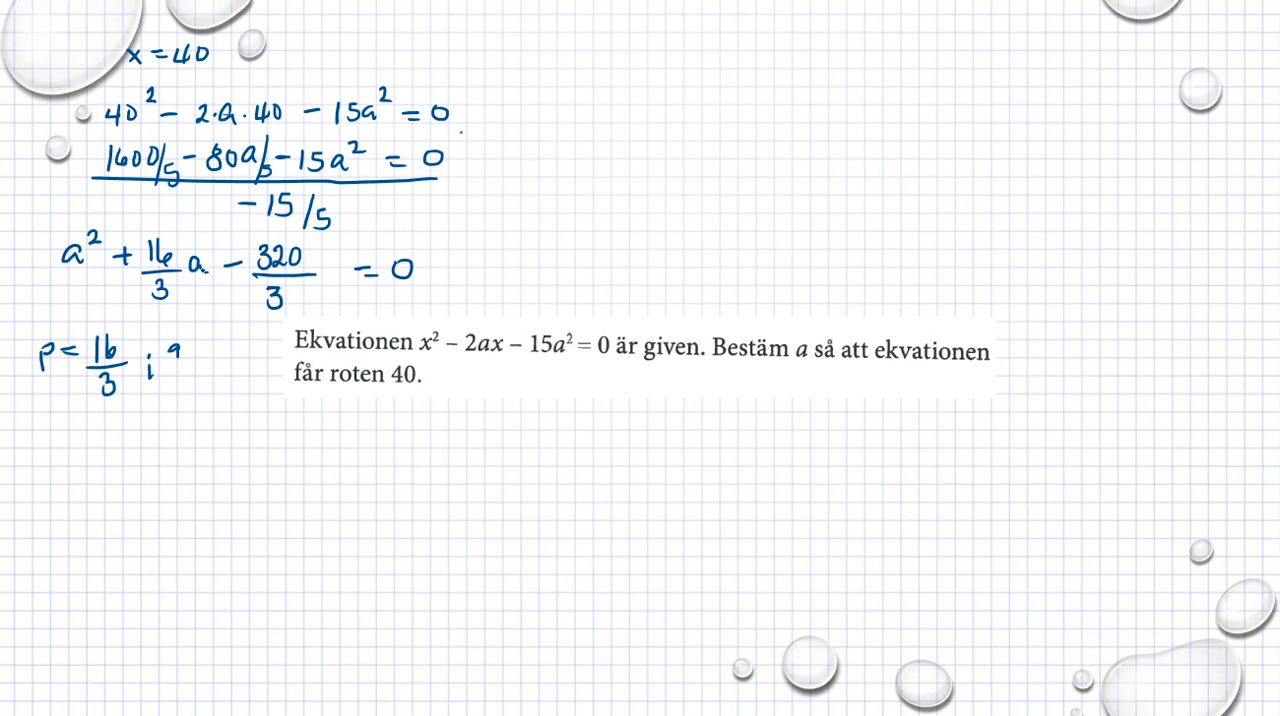 x = 40
40² - 2·a·40 - 15a² = 0
1600/5 - 80a/5 - 15a² = 0
-15/5
a² + 16/3 a - 320/3 = 0
p = 16/3 ; q
Ekvationen x² – 2ax – 15a² = 0 är given. Bestäm a så att ekvationen
får roten 40.